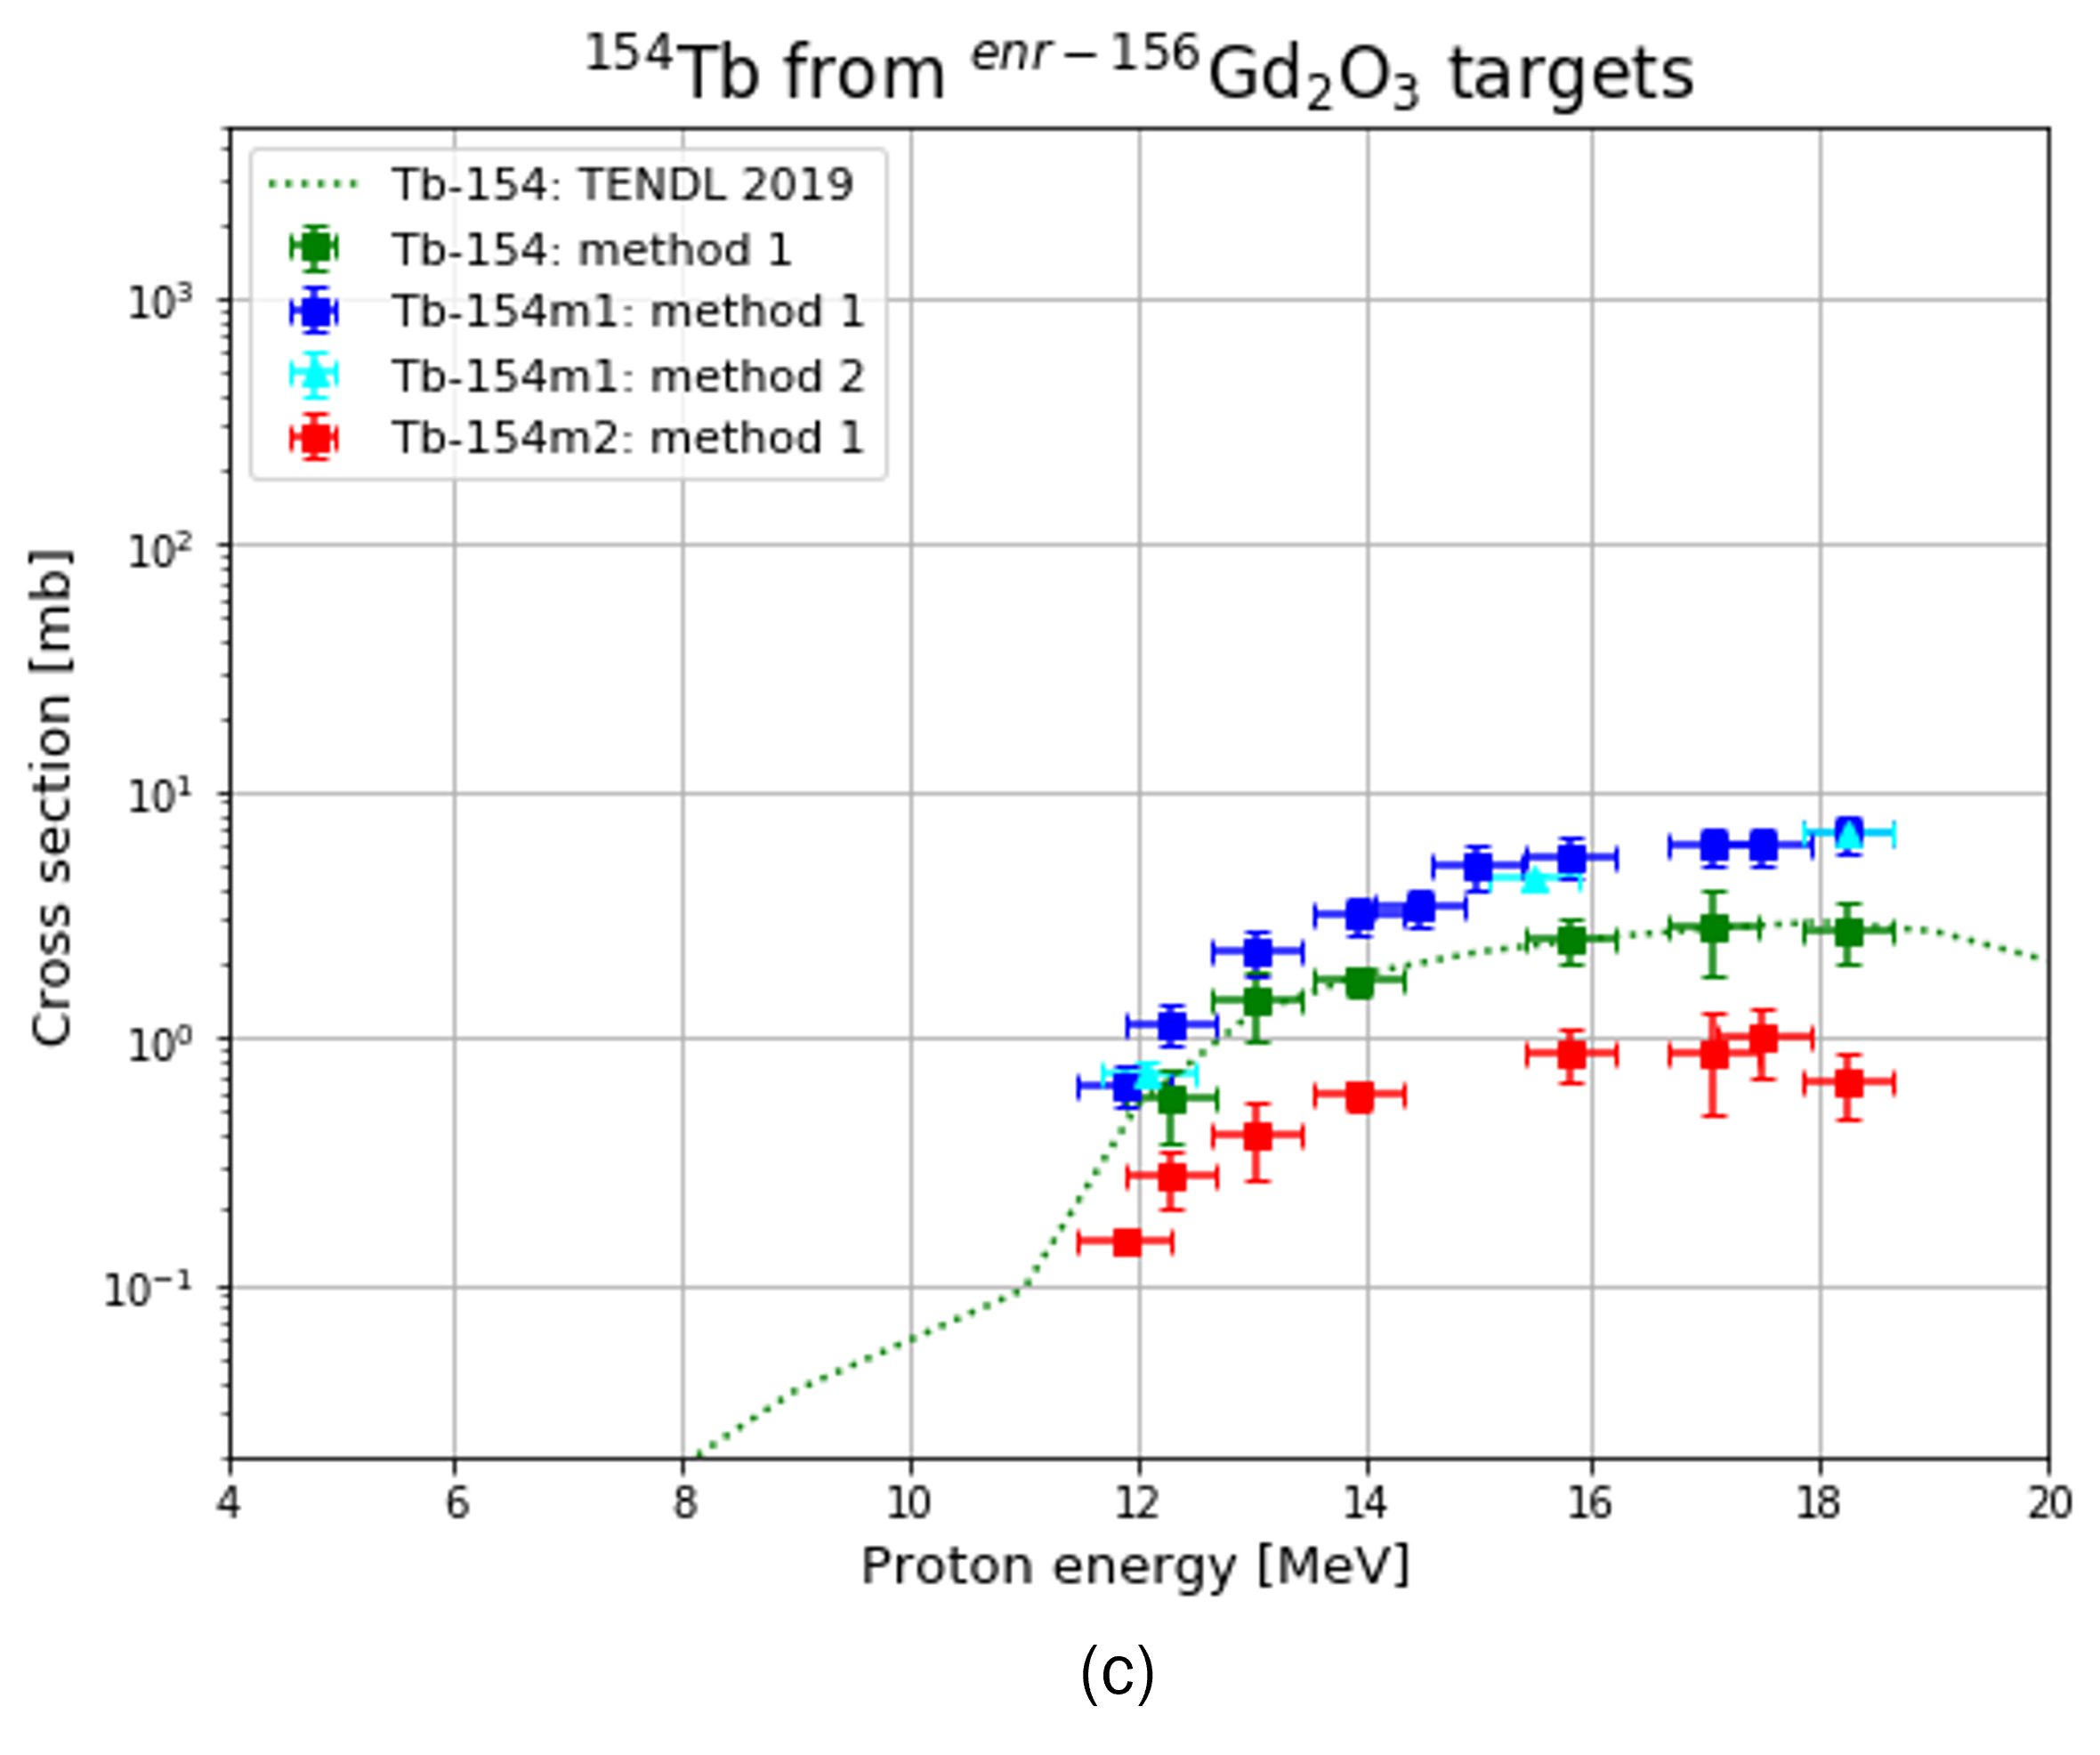 ¹⁵⁴Tb from ᵉⁿʳ⁻¹⁵⁶Gd₂O₃ targets
Tb-154: TENDL 2019
Tb-154: method 1
Tb-154m1: method 1
Tb-154m1: method 2
Tb-154m2: method 1
Cross section [mb]
10³
10²
10¹
10⁰
10⁻¹
4 6 8 10 12 14 16 18 20
Proton energy [MeV]
(c)